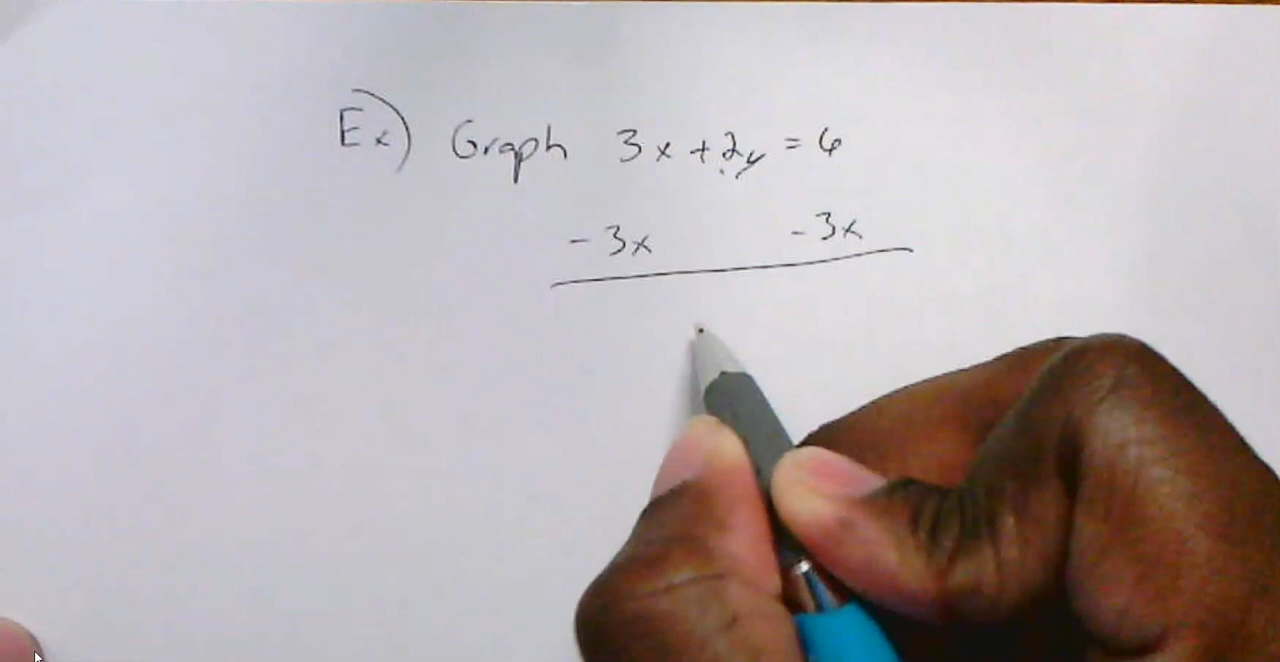 Ex) Graph 3x + 2y = 6
- 3x - 3x